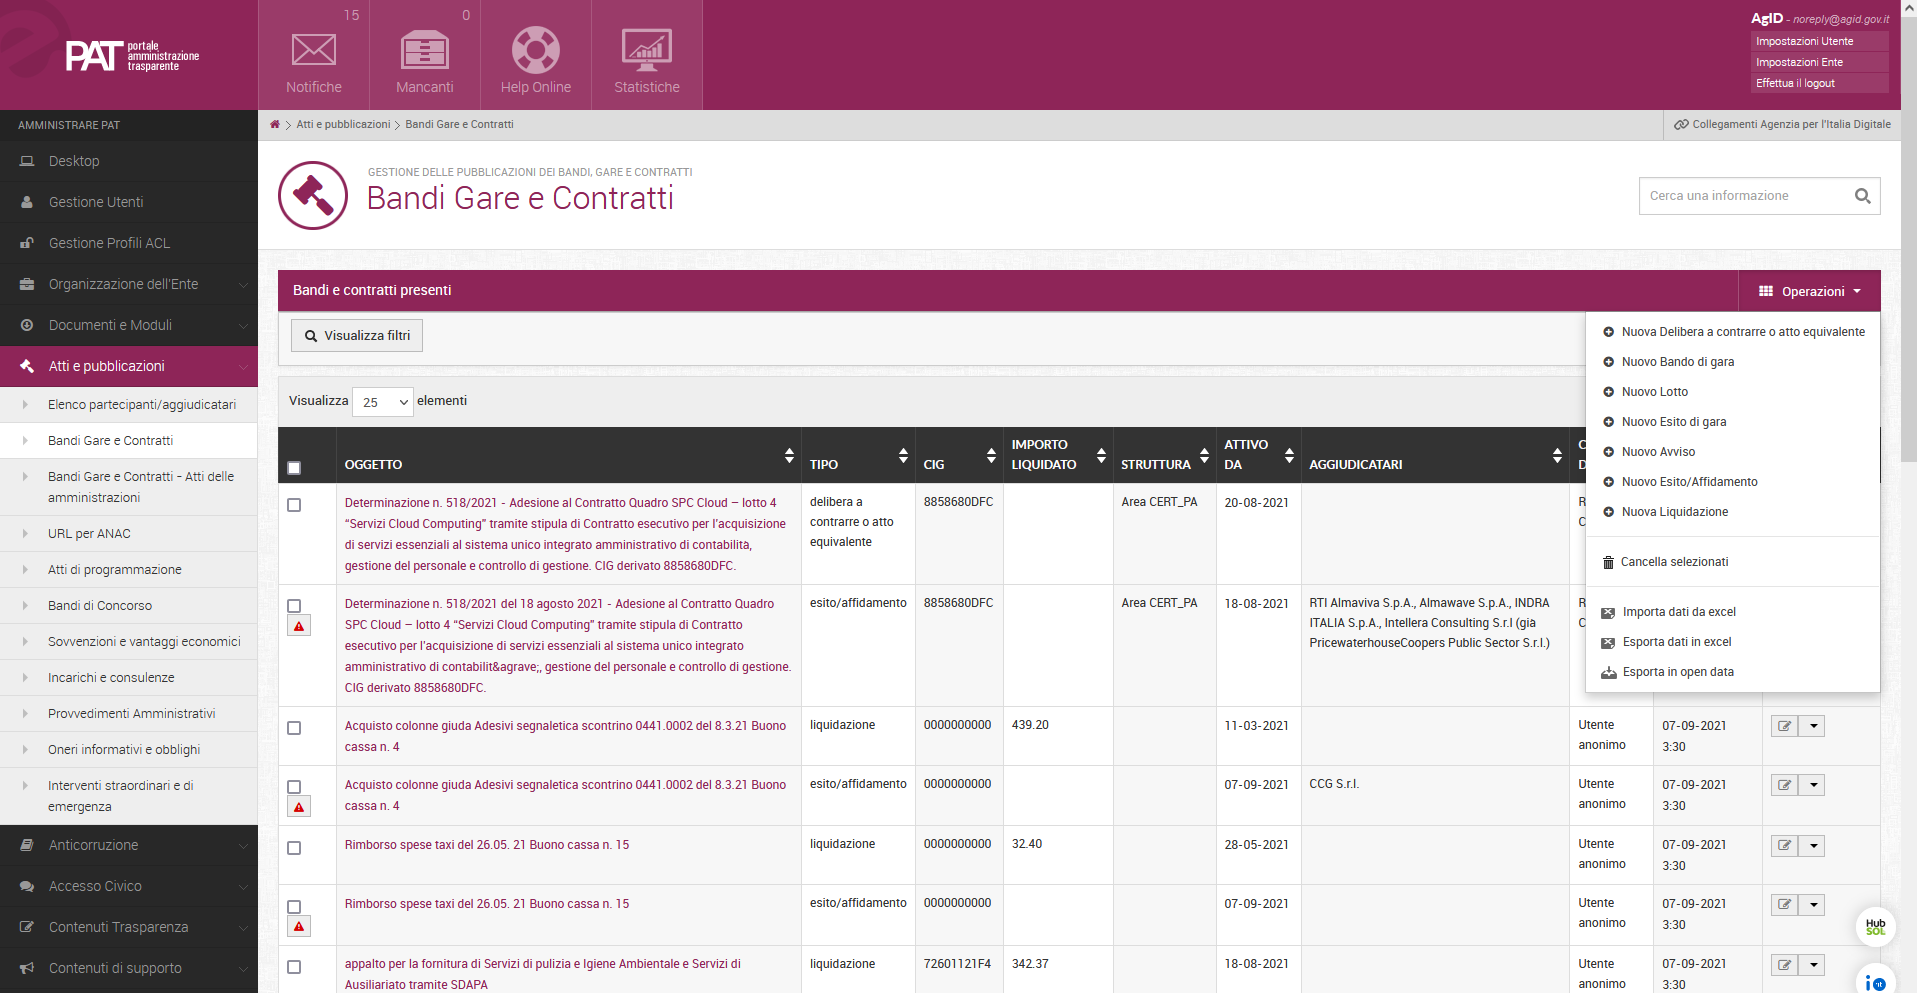 PAT portale
amministrazione
trasparente
15
Notifiche
0
Mancanti
Help Online
Statistiche
AgID - noreply@agid.gov.it
Impostazioni Utente
Impostazioni Ente
Effettua il logout
AMMINISTRARE PAT
Desktop
Gestione Utenti
Gestione Profili ACL
Organizzazione dell'Ente
Documenti e Moduli
Atti e pubblicazioni
Elenco partecipanti/aggiudicatari
Bandi Gare e Contratti
Bandi Gare e Contratti - Atti delle
amministrazioni
URL per ANAC
Atti di programmazione
Bandi di Concorso
Sovvenzioni e vantaggi economici
Incarichi e consulenze
Provvedimenti Amministrativi
Oneri informativi e obblighi
Interventi straordinari e di
emergenza
Anticorruzione
Accesso Civico
Contenuti Trasparenza
Contenuti di supporto
Atti e pubblicazioni
Bandi Gare e Contratti
Collegamenti Agenzia per l'Italia Digitale
GESTIONE DELLE PUBBLICAZIONI DEI BANDI, GARE E CONTRATTI
Bandi Gare e Contratti
Cerca una informazione
Bandi e contratti presenti
Operazioni
Visualizza filtri
Nuova Delibera a contrarre o atto equivalente
Nuovo Bando di gara
Nuovo Lotto
Nuovo Esito di gara
Nuovo Avviso
Nuovo Esito/Affidamento
Nuova Liquidazione
Cancella selezionati
Importa dati da excel
Esporta dati in excel
Esporta in open data
Visualizza 25 elementi
OGGETTO
TIPO
CIG
IMPORTO
LIQUIDATO
STRUTTURA
ATTIVO
DA
AGGIUDICATARI
C
D
Determinazione n. 518/2021 - Adesione al Contratto Quadro SPC Cloud – lotto 4
“Servizi Cloud Computing” tramite stipula di Contratto esecutivo per l’acquisizione
di servizi essenziali al sistema unico integrato amministrativo di contabilità,
gestione del personale e controllo di gestione. CIG derivato 8858680DFC.
delibera a
contrarre o atto
equivalente
8858680DFC
Area CERT_PA
20-08-2021
R
C
Determinazione n. 518/2021 del 18 agosto 2021 - Adesione al Contratto Quadro
SPC Cloud – lotto 4 “Servizi Cloud Computing” tramite stipula di Contratto
esecutivo per l’acquisizione di servizi essenziali al sistema unico integrato
amministrativo di contabilit&agrave;, gestione del personale e controllo di gestione.
CIG derivato 8858680DFC.
esito/affidamento
8858680DFC
Area CERT_PA
18-08-2021
RTI Almaviva S.p.A., Almawave S.p.A., INDRA
ITALIA S.p.A., Intellera Consulting S.r.l (già
PricewaterhouseCoopers Public Sector S.r.l.)
R
C
Acquisto colonne giuda Adesivi segnaletica scontrino 0441.0002 del 8.3.21 Buono
cassa n. 4
liquidazione
0000000000
439.20
11-03-2021
Utente
anonimo
07-09-2021
3:30
Acquisto colonne giuda Adesivi segnaletica scontrino 0441.0002 del 8.3.21 Buono
cassa n. 4
esito/affidamento
0000000000
07-09-2021
CCG S.r.l.
Utente
anonimo
07-09-2021
3:30
Rimborso spese taxi del 26.05. 21 Buono cassa n. 15
liquidazione
0000000000
32.40
28-05-2021
Utente
anonimo
07-09-2021
3:30
Rimborso spese taxi del 26.05. 21 Buono cassa n. 15
esito/affidamento
0000000000
07-09-2021
Utente
anonimo
07-09-2021
3:30
appalto per la fornitura di Servizi di pulizia e Igiene Ambientale e Servizi di
Ausiliariato tramite SDAPA
liquidazione
72601121F4
342.37
18-08-2021
Utente
anonimo
07-09-2021
3:30
Hub
SOL